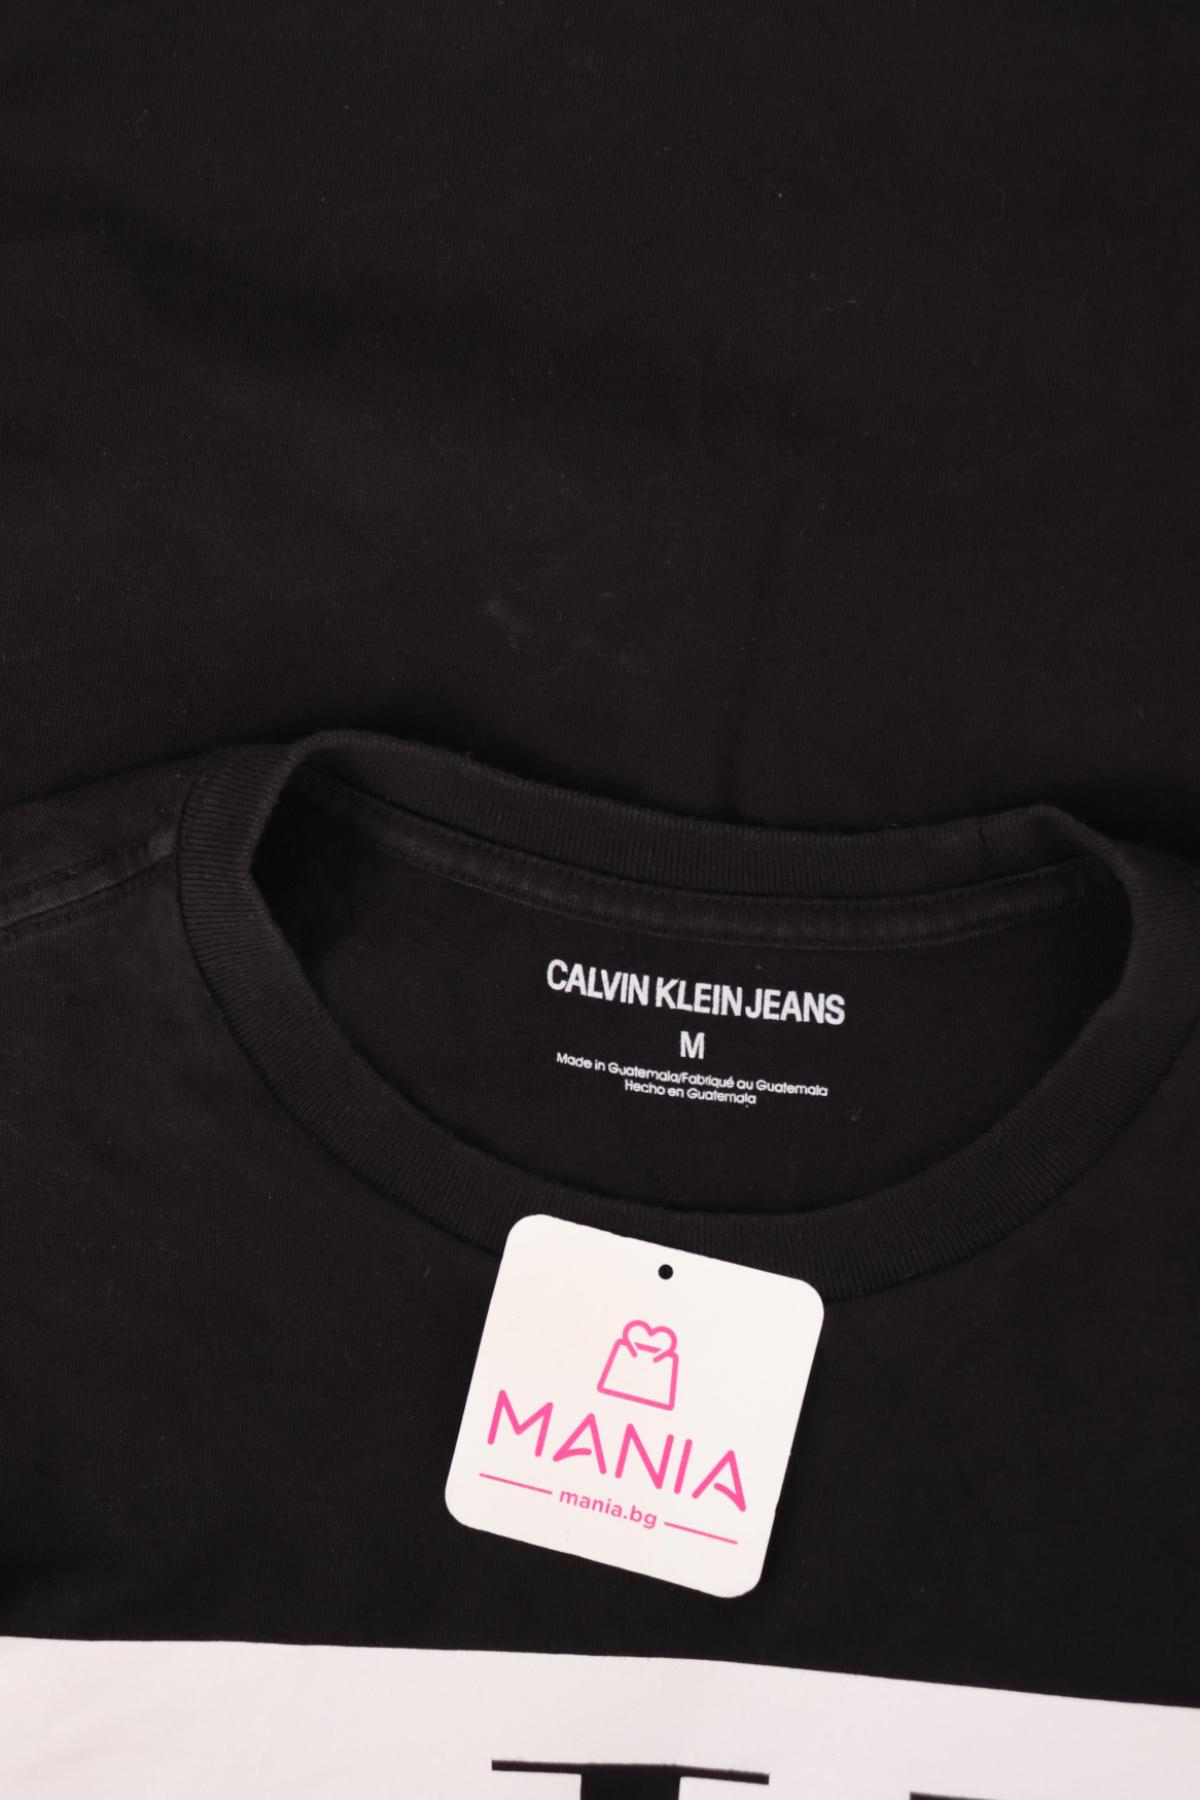 CALVIN KLEIN JEANS
M
Made in Guatemala/Fabriqué au Guatemala
Hecho en Guatemala
MANIA
mania.bg